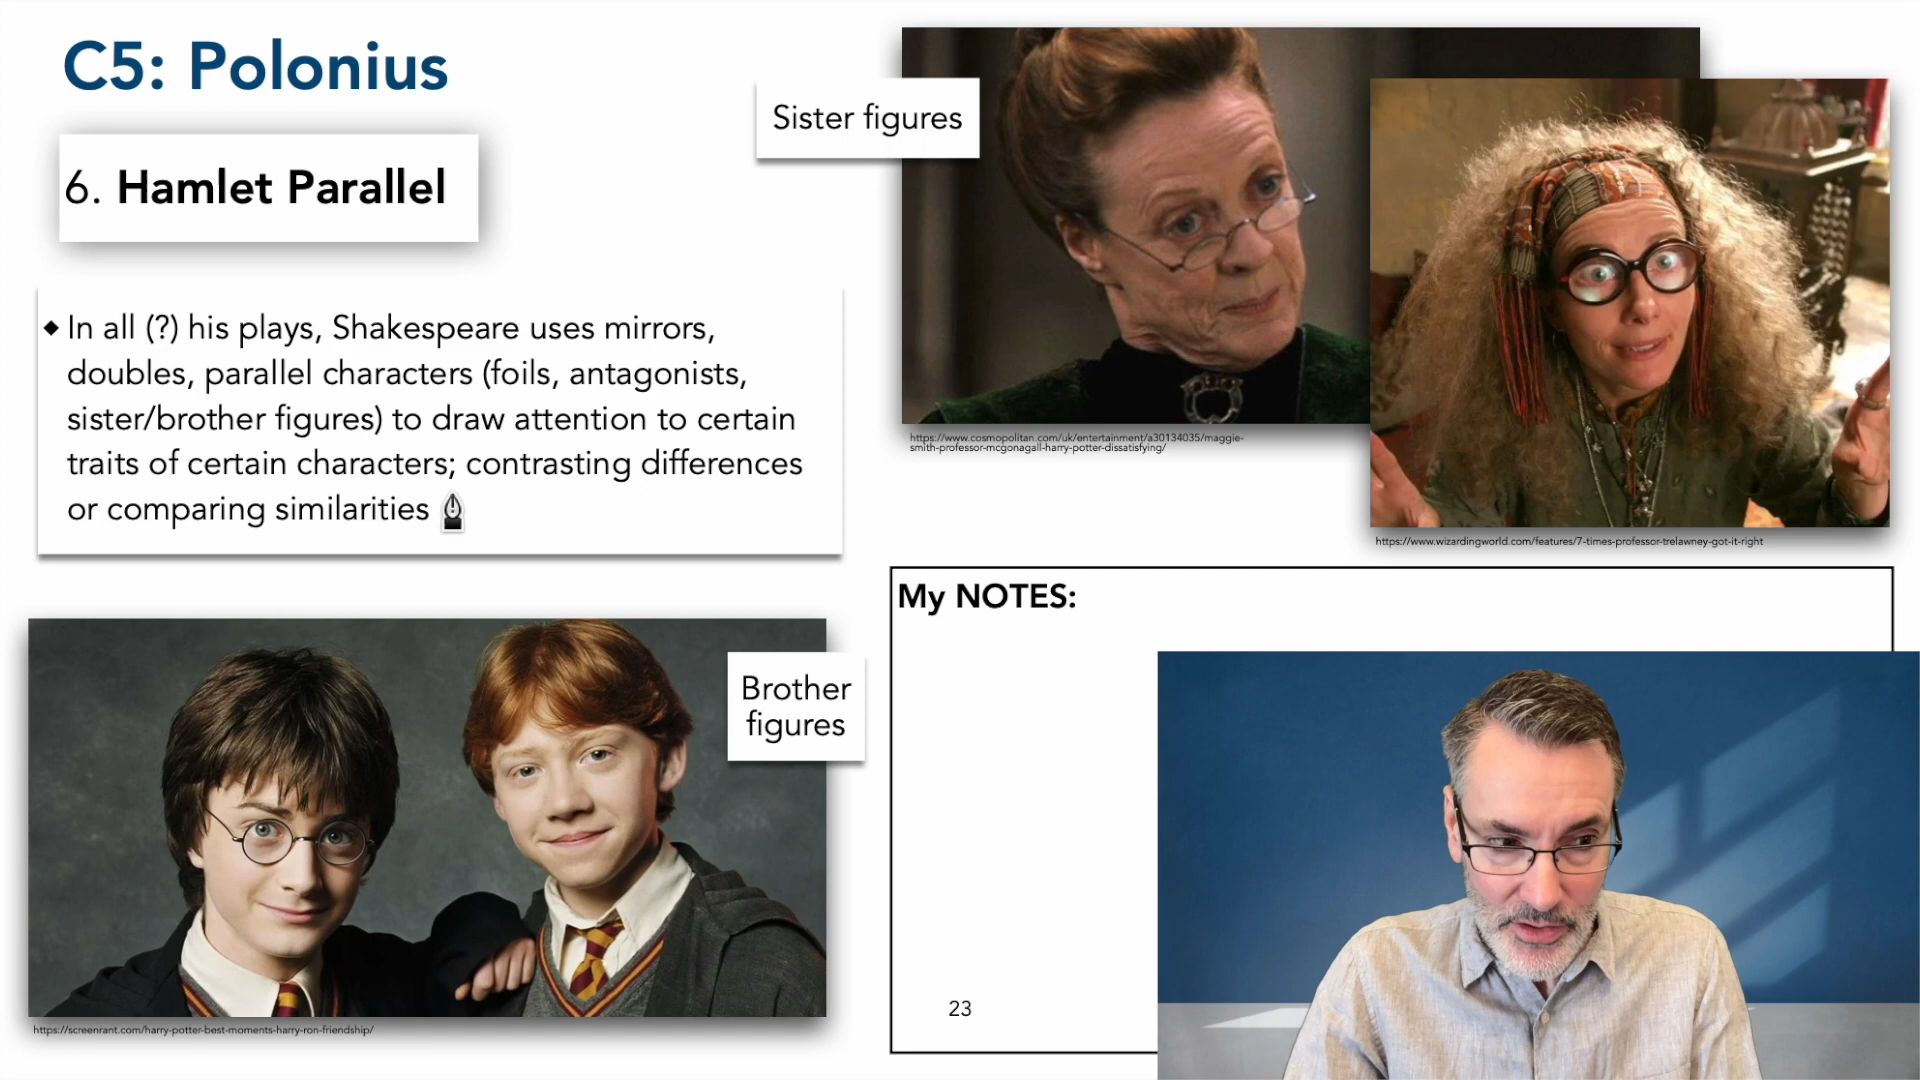 C5: Polonius
6. Hamlet Parallel
◆ In all (?) his plays, Shakespeare uses mirrors,
doubles, parallel characters (foils, antagonists,
sister/brother figures) to draw attention to certain
traits of certain characters; contrasting differences
or comparing similarities
Sister figures
https://www.cosmopolitan.com/uk/entertainment/a30134035/maggie-
smith-professor-mcgonagall-harry-potter-dissatisfying/
https://www.wizardingworld.com/features/7-times-professor-trelawney-got-it-right
Brother
figures
https://screenrant.com/harry-potter-best-moments-harry-ron-friendship/
My NOTES:
23